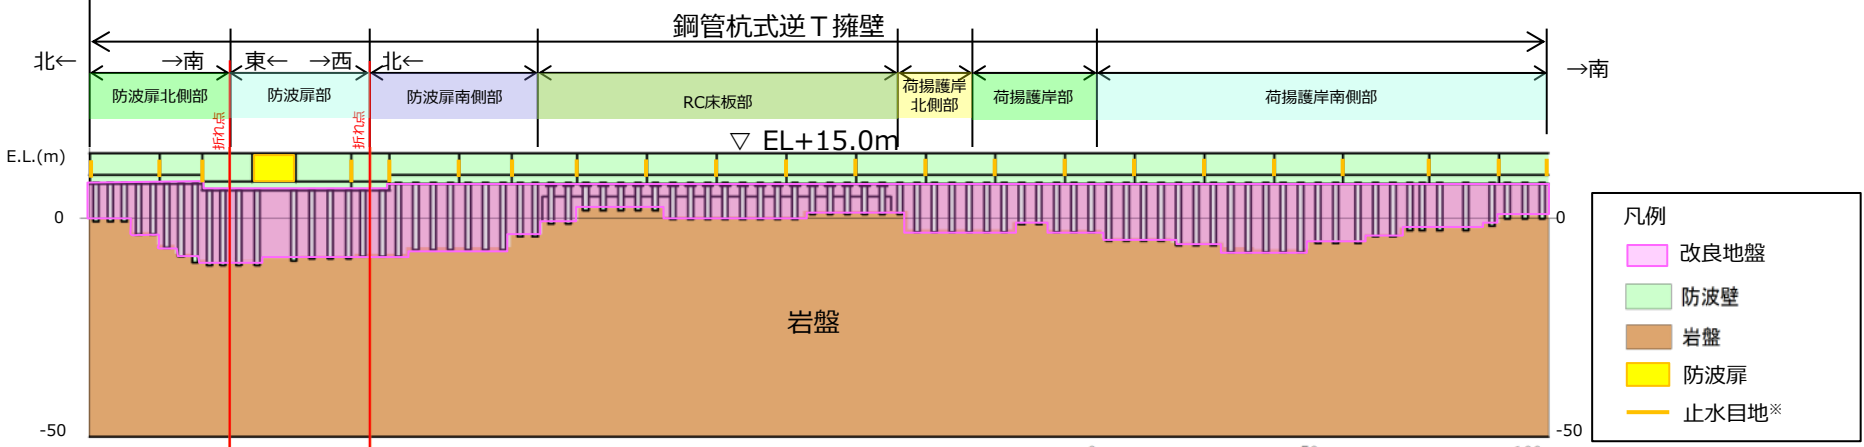 鋼管杭式逆T擁壁
北← →南 東← →西 北← →南
防波扉北側部 防波扉部 防波扉南側部 RC床板部 荷揚護岸北側部 荷揚護岸部 荷揚護岸南側部
折れ点 折れ点
▽ EL+15.0m
E.L.(m)
0 0
岩盤
-50 -50
凡例
改良地盤
防波壁
岩盤
防波扉
止水目地※